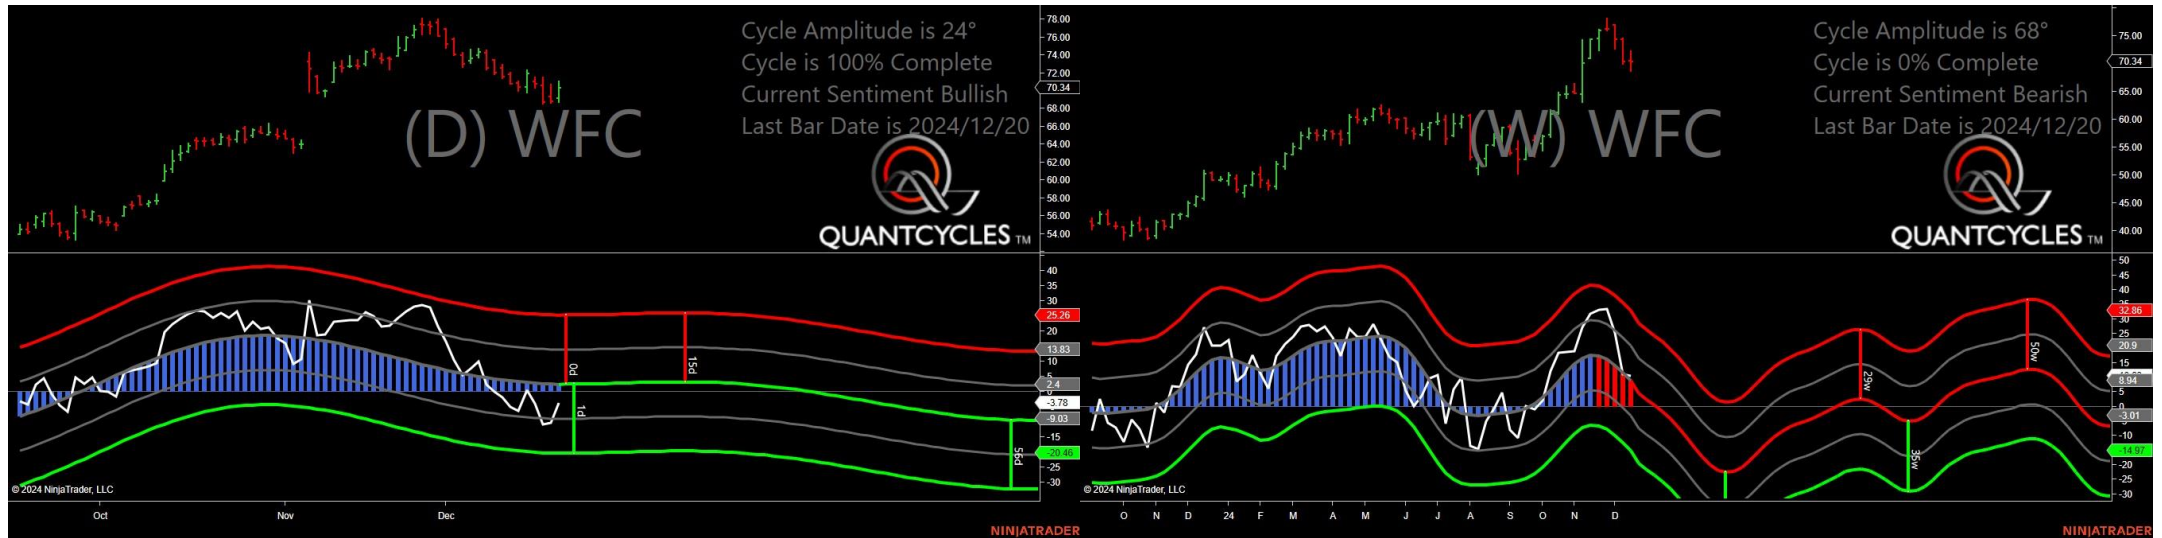 Cycle Amplitude is 24°
Cycle is 100% Complete
Current Sentiment Bullish
Last Bar Date is 2024/12/20
(D) WFC
QUANTCYCLES TM
78.00
76.00
74.00
72.00
70.34
68.00
66.00
64.00
62.00
60.00
58.00
56.00
54.00
40
35
30
25.26
20
13.83
10
5
2.4
-3.78
-9.03
-15
-20.46
-25
-30
0d
1d
15d
56d
© 2024 NinjaTrader, LLC
Oct Nov Dec
NINJATRADER
Cycle Amplitude is 68°
Cycle is 0% Complete
Current Sentiment Bearish
Last Bar Date is 2024/12/20
(W) WFC
QUANTCYCLES TM
75.00
70.34
65.00
60.00
55.00
50.00
45.00
40.00
50
45
40
35
32.86
30
25
20.9
15
8.94
5
0
-3.01
-10
-14.97
-20
-25
-30
29w
35w
50w
© 2024 NinjaTrader, LLC
O N D 24 F M A M J J A S O N D
NINJATRADER